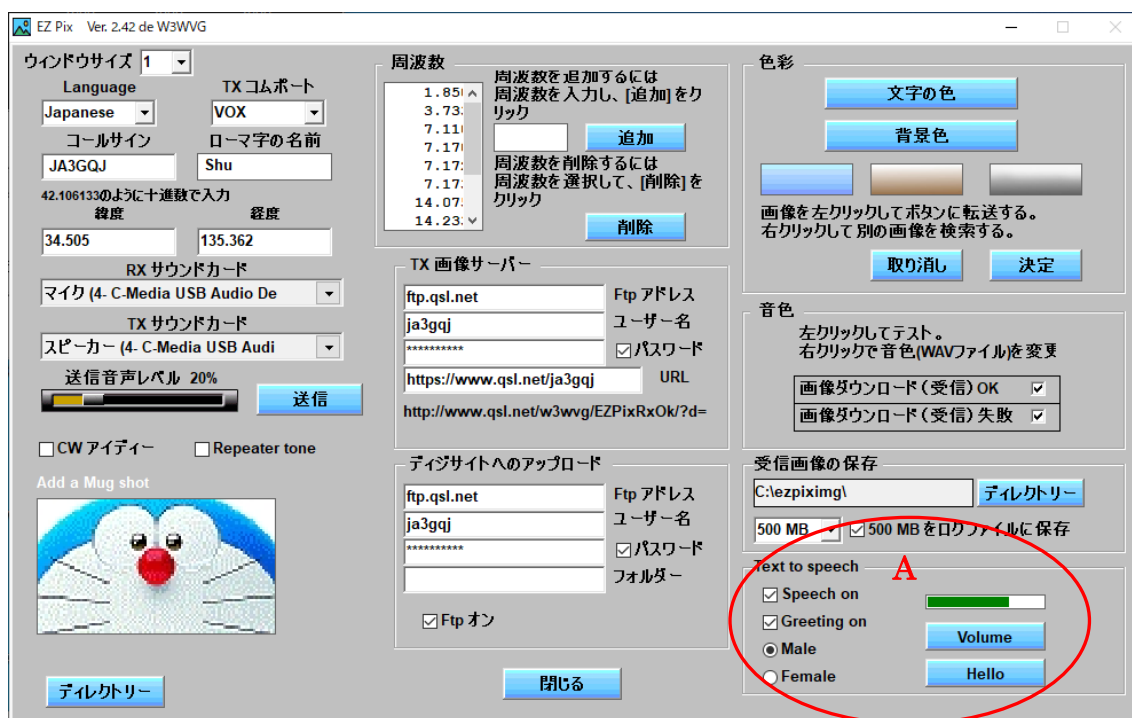 EZ Pix Ver. 2.42 de W3WVG
ウィンドウサイズ 1
Language
TX コムポート
Japanese
VOX
コールサイン
ローマ字の名前
JA3GQJ
Shu
42.106133のように十進数で入力
緯度
経度
34.505
135.362
RX サウンドカード
マイク (4- C-Media USB Audio De
TX サウンドカード
スピーカー (4- C-Media USB Audi
送信音声レベル 20%
送信
CW アイディー
Repeater tone
Add a Mug shot
ディレクトリー
周波数
1.85
3.73
7.11
7.17
7.17
7.17
14.07
14.23
周波数を追加するには
周波数を入力し、[追加]をク
リック
追加
周波数を削除するには
周波数を選択して、[削除]を
クリック
削除
TX 画像サーバー
ftp.qsl.net
Ftp アドレス
ja3gqj
ユーザー名
**********
パスワード
https://www.qsl.net/ja3gqj
URL
http://www.qsl.net/w3wvg/EZPixRxOk/?d=
ディジサイトへのアップロード
ftp.qsl.net
Ftp アドレス
ja3gqj
ユーザー名
**********
パスワード
フォルダー
Ftp オン
閉じる
色彩
文字の色
背景色
画像を左クリックしてボタンに転送する。
右クリックして別の画像を検索する。
取り消し
決定
音色
左クリックしてテスト。
右クリックで音色(WAVファイル)を変更
画像ダウンロード(受信)OK
画像ダウンロード(受信)失敗
受信画像の保存
C:\ezpiximg\
ディレクトリー
500 MB
500 MB をログファイルに保存
A
Text to speech
Speech on
Greeting on
Male
Volume
Female
Hello